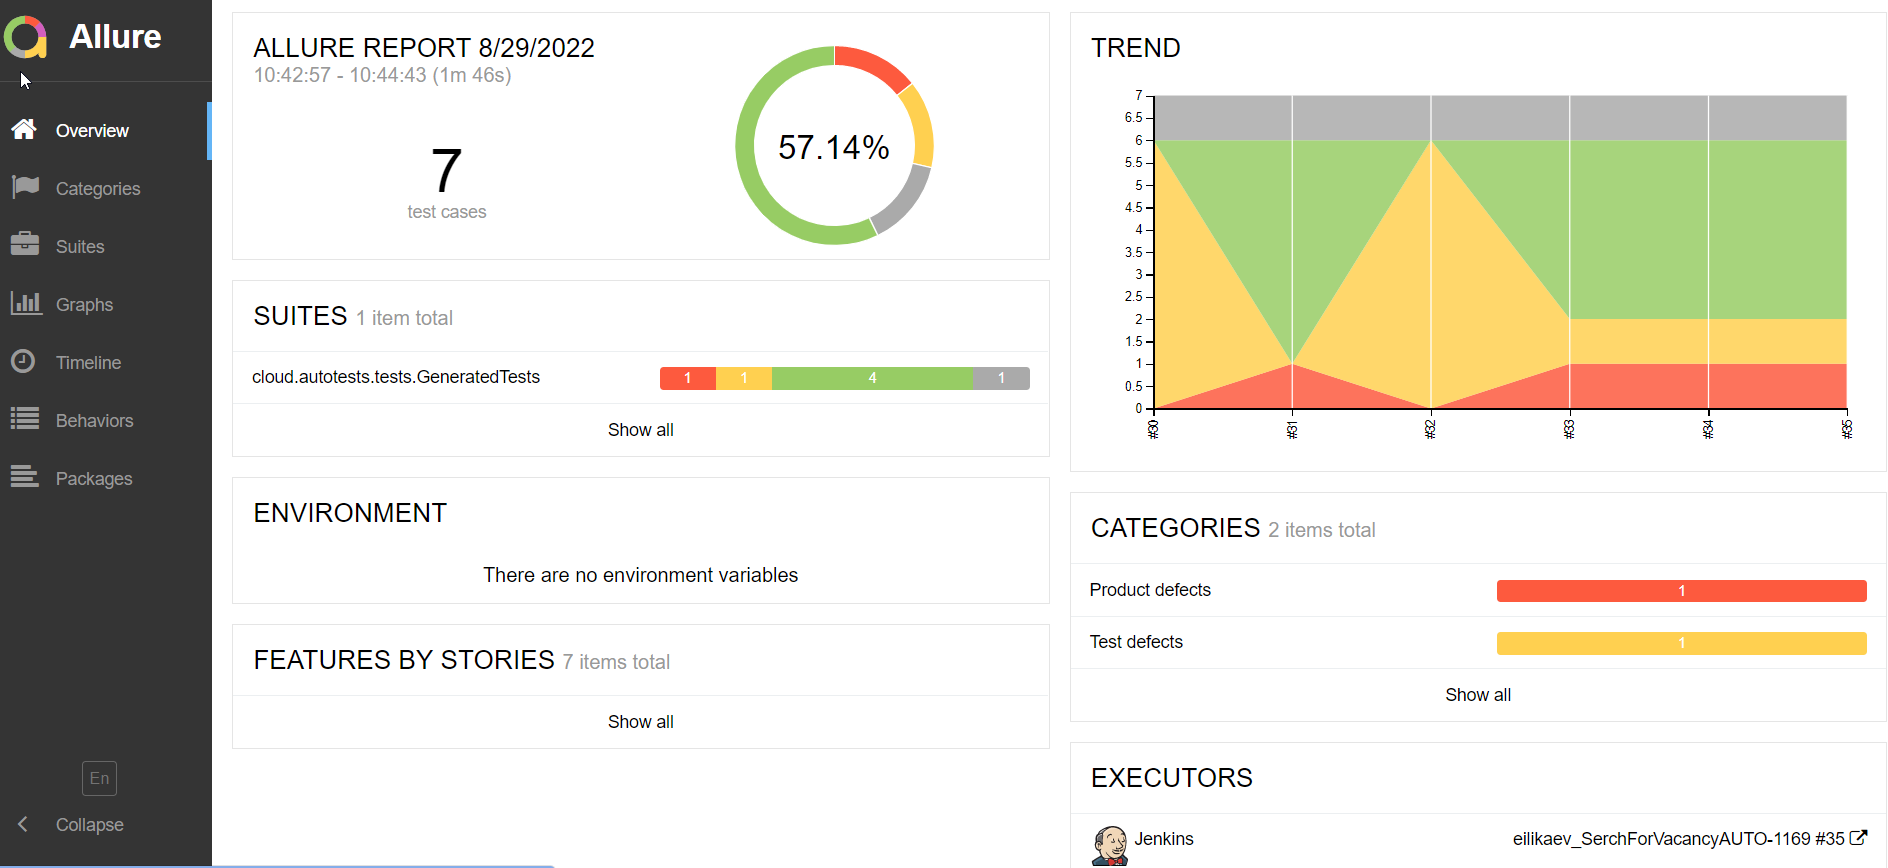 Allure
Overview
Categories
Suites
Graphs
Timeline
Behaviors
Packages
En
Collapse
ALLURE REPORT 8/29/2022
10:42:57 - 10:44:43 (1m 46s)
7
test cases
57.14%
SUITES 1 item total
cloud.autotests.tests.GeneratedTests 1 1 4 1
Show all
ENVIRONMENT
There are no environment variables
FEATURES BY STORIES 7 items total
Show all
TREND
7
6.5
6
5.5
5
4.5
4
3.5
3
2.5
2
1.5
1
0.5
0
#30 #31 #32 #33 #34 #35
CATEGORIES 2 items total
Product defects 1
Test defects 1
Show all
EXECUTORS
Jenkins eilikaev_SerchForVacancyAUTO-1169 #35